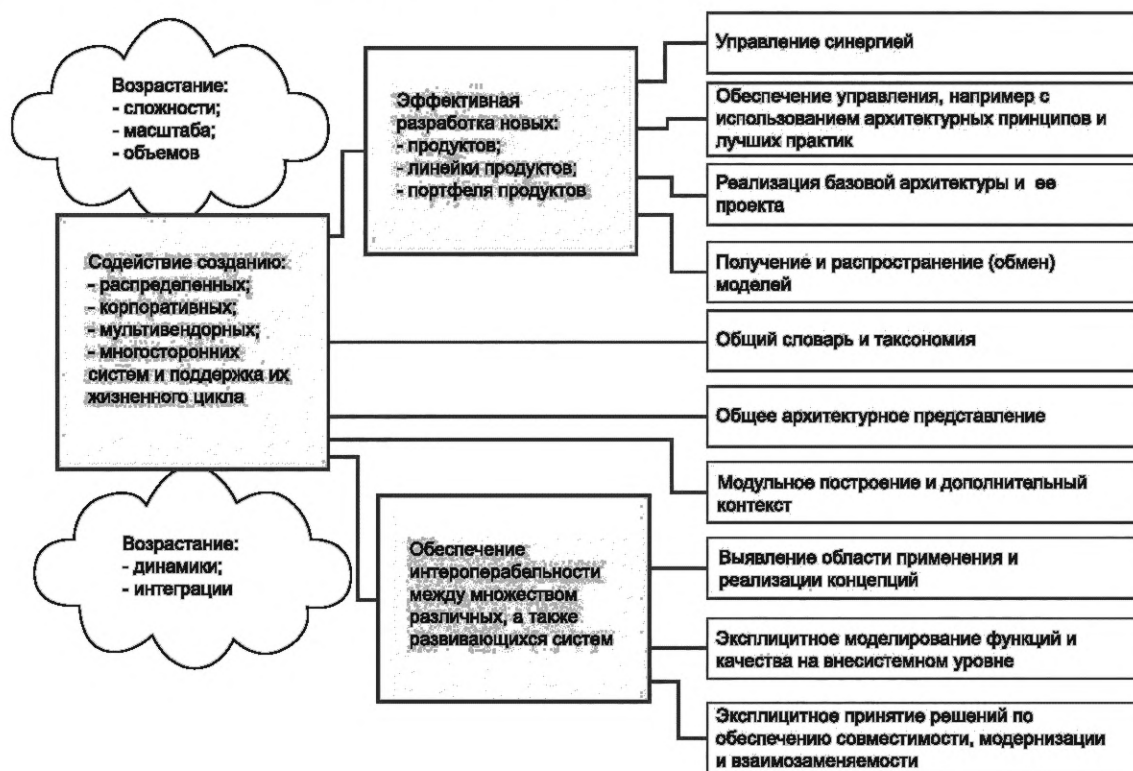 Возрастание:
- сложности;
- масштаба;
- объемов
Содействие созданию:
- распределенных;
- корпоративных;
- мультивендорных;
- многосторонних
систем и поддержка их
жизненного цикла
Возрастание:
- динамики;
- интеграции
Эффективная
разработка новых:
- продуктов;
- линейки продуктов;
- портфеля продуктов
Обеспечение
интероперабельности
между множеством
различных, а также
развивающихся систем
Управление синергией
Обеспечение управления, например с
использованием архитектурных принципов и
лучших практик
Реализация базовой архитектуры и ее
проекта
Получение и распространение (обмен)
моделей
Общий словарь и таксономия
Общее архитектурное представление
Модульное построение и дополнительный
контекст
Выявление области применения и
реализации концепций
Эксплицитное моделирование функций и
качества на внесистемном уровне
Эксплицитное принятие решений по
обеспечению совместимости, модернизации
и взаимозаменяемости